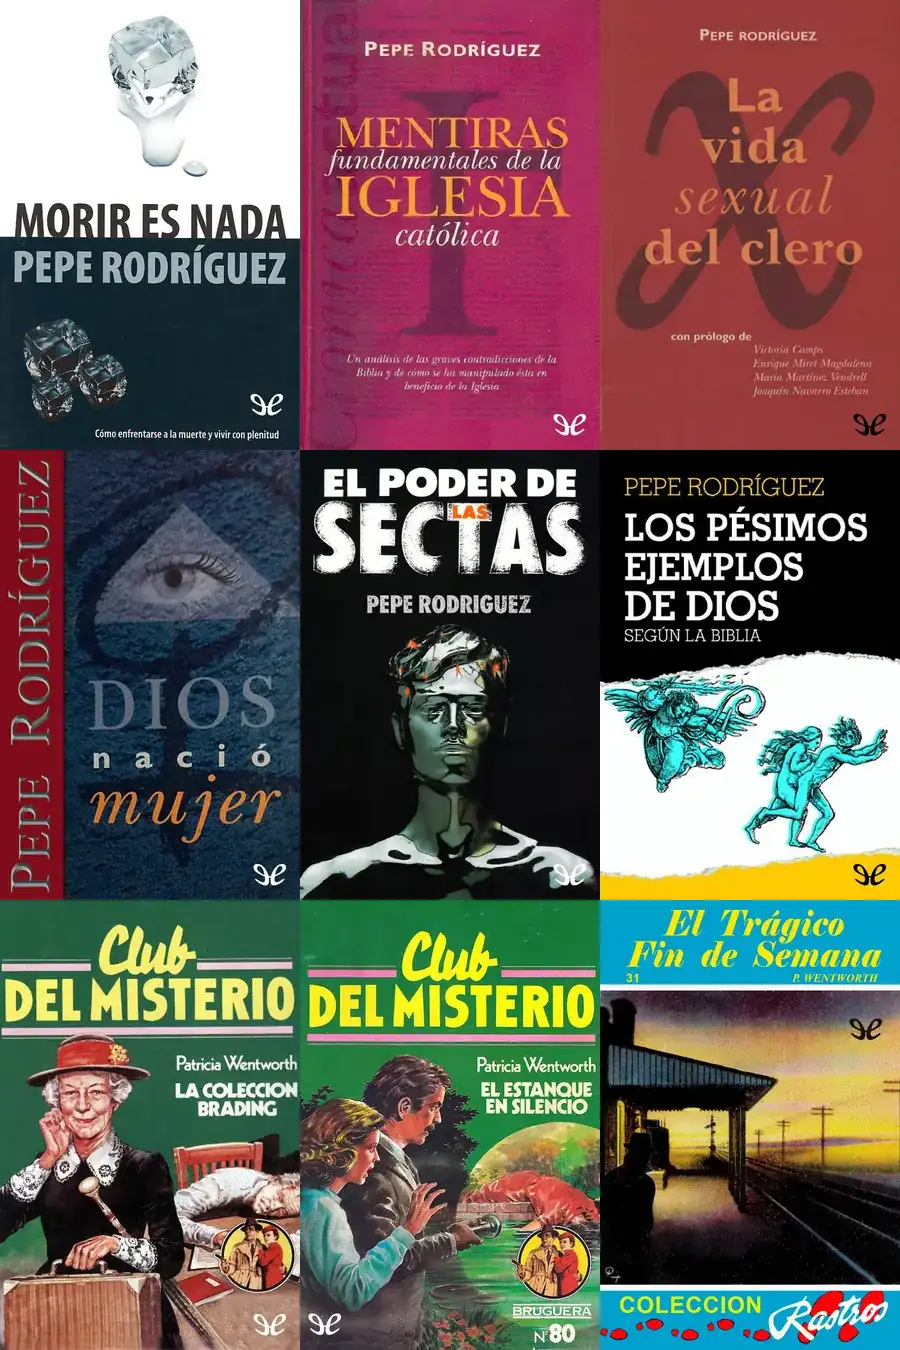 MORIR ES NADA
PEPE RODRÍGUEZ
Cómo enfrentarse a la muerte y vivir con plenitud
PEPE RODRÍGUEZ
MENTIRAS
fundamentales de la
IGLESIA
católica
Un análisis de las graves contradicciones de la
Biblia y de cómo se ha manipulado ésta en
beneficio de la Iglesia
PEPE RODRÍGUEZ
La
vida
sexual
del clero
con prólogo de
Victoria Camps
Enrique Miret Magdalena
María Martínez Vendrell
Joaquín Navarro Esteban
PEPE RODRÍGUEZ
DIOS
nació
mujer
EL PODER DE
LAS
SECTAS
PEPE RODRIGUEZ
PEPE RODRÍGUEZ
LOS PÉSIMOS
EJEMPLOS
DE DIOS
SEGÚN LA BIBLIA
Club
DEL MISTERIO
Patricia Wentworth
LA COLECCION
BRADING
Club
DEL MISTERIO
Patricia Wentworth
EL ESTANQUE
EN SILENCIO
BRUGUERA
Nº 80
El Trágico
Fin de Semana
31 P. WENTWORTH
COLECCION
Rastros